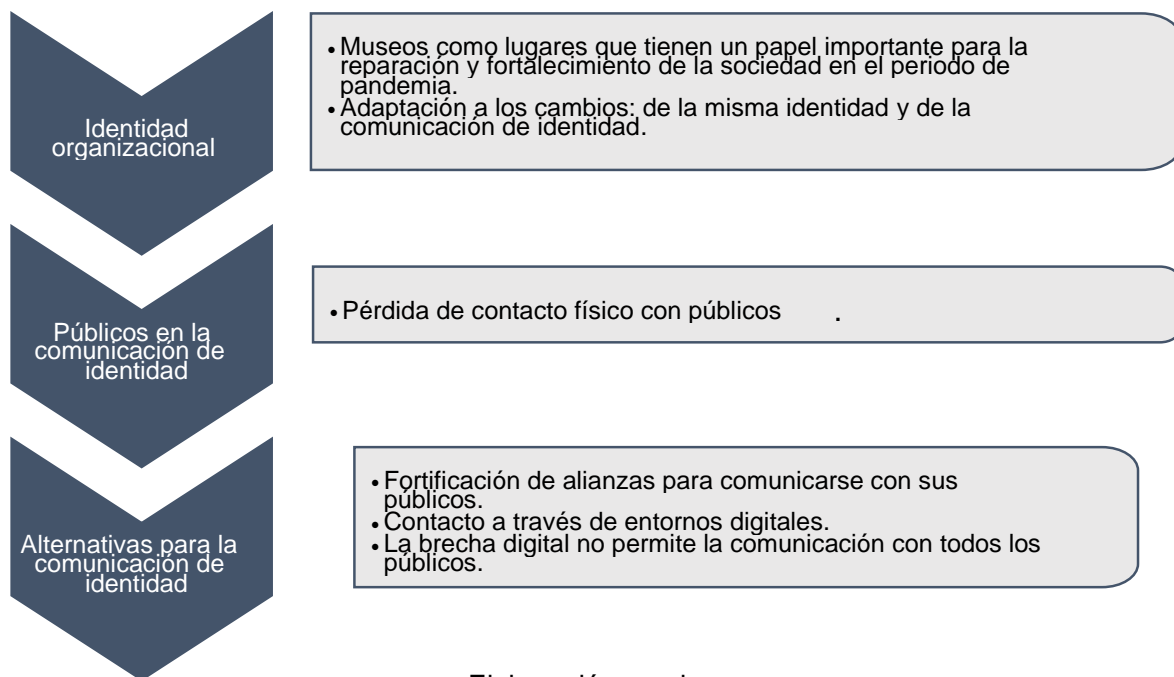 Identidad
organizacional
• Museos como lugares que tienen un papel importante para la
reparación y fortalecimiento de la sociedad en el periodo de
pandemia.
• Adaptación a los cambios: de la misma identidad y de la
comunicación de identidad.
Públicos en la
comunicación de
identidad
• Pérdida de contacto físico con públicos .
Alternativas para la
comunicación de
identidad
• Fortificación de alianzas para comunicarse con sus
públicos.
• Contacto a través de entornos digitales.
• La brecha digital no permite la comunicación con todos los
públicos.